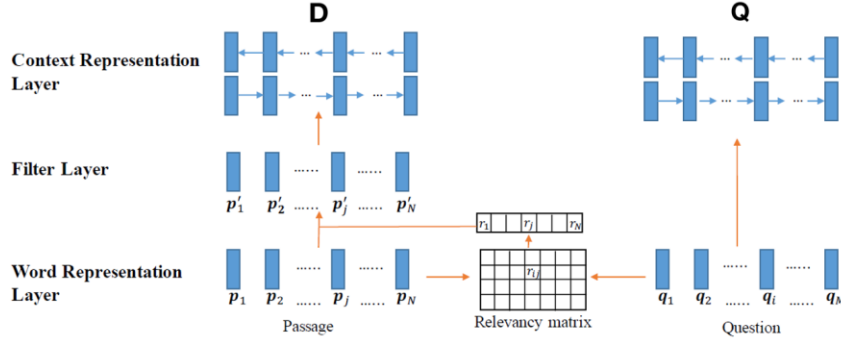 D Q
Context Representation
Layer
... ...
... ...
... ...
... ...
Filter Layer
...... ......
p′1 p′2 ...... p′j ...... p′N
r1 rj rN
Word Representation
Layer
...... ......
rij
...... ......
p1 p2 ...... pj ...... pN
q1 q2 ...... qi ...... qM
Passage Relevancy matrix Question